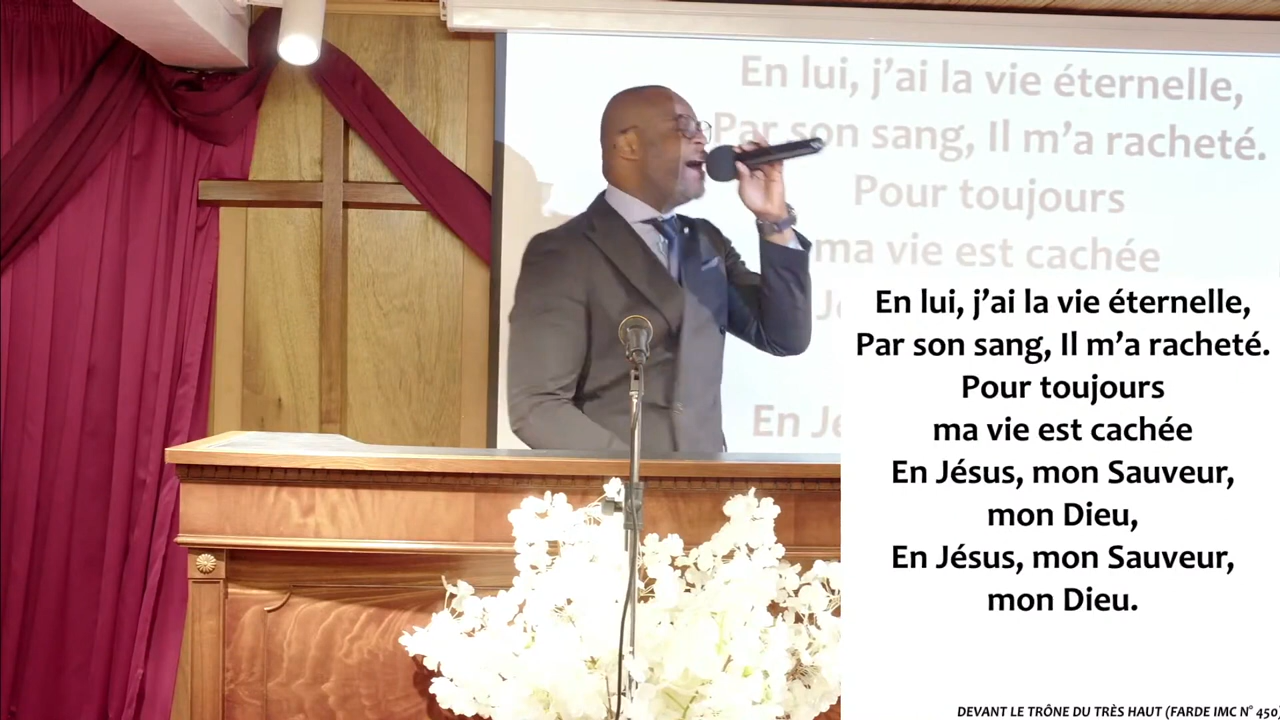 En lui, j’ai la vie éternelle,
Par son sang, Il m’a racheté.
Pour toujours
ma vie est cachée
En Jé
En lui, j’ai la vie éternelle,
Par son sang, Il m’a racheté.
Pour toujours
ma vie est cachée
En Jésus, mon Sauveur,
mon Dieu,
En Jésus, mon Sauveur,
mon Dieu.
DEVANT LE TRÔNE DU TRÈS HAUT (FARDE IMC N° 450)